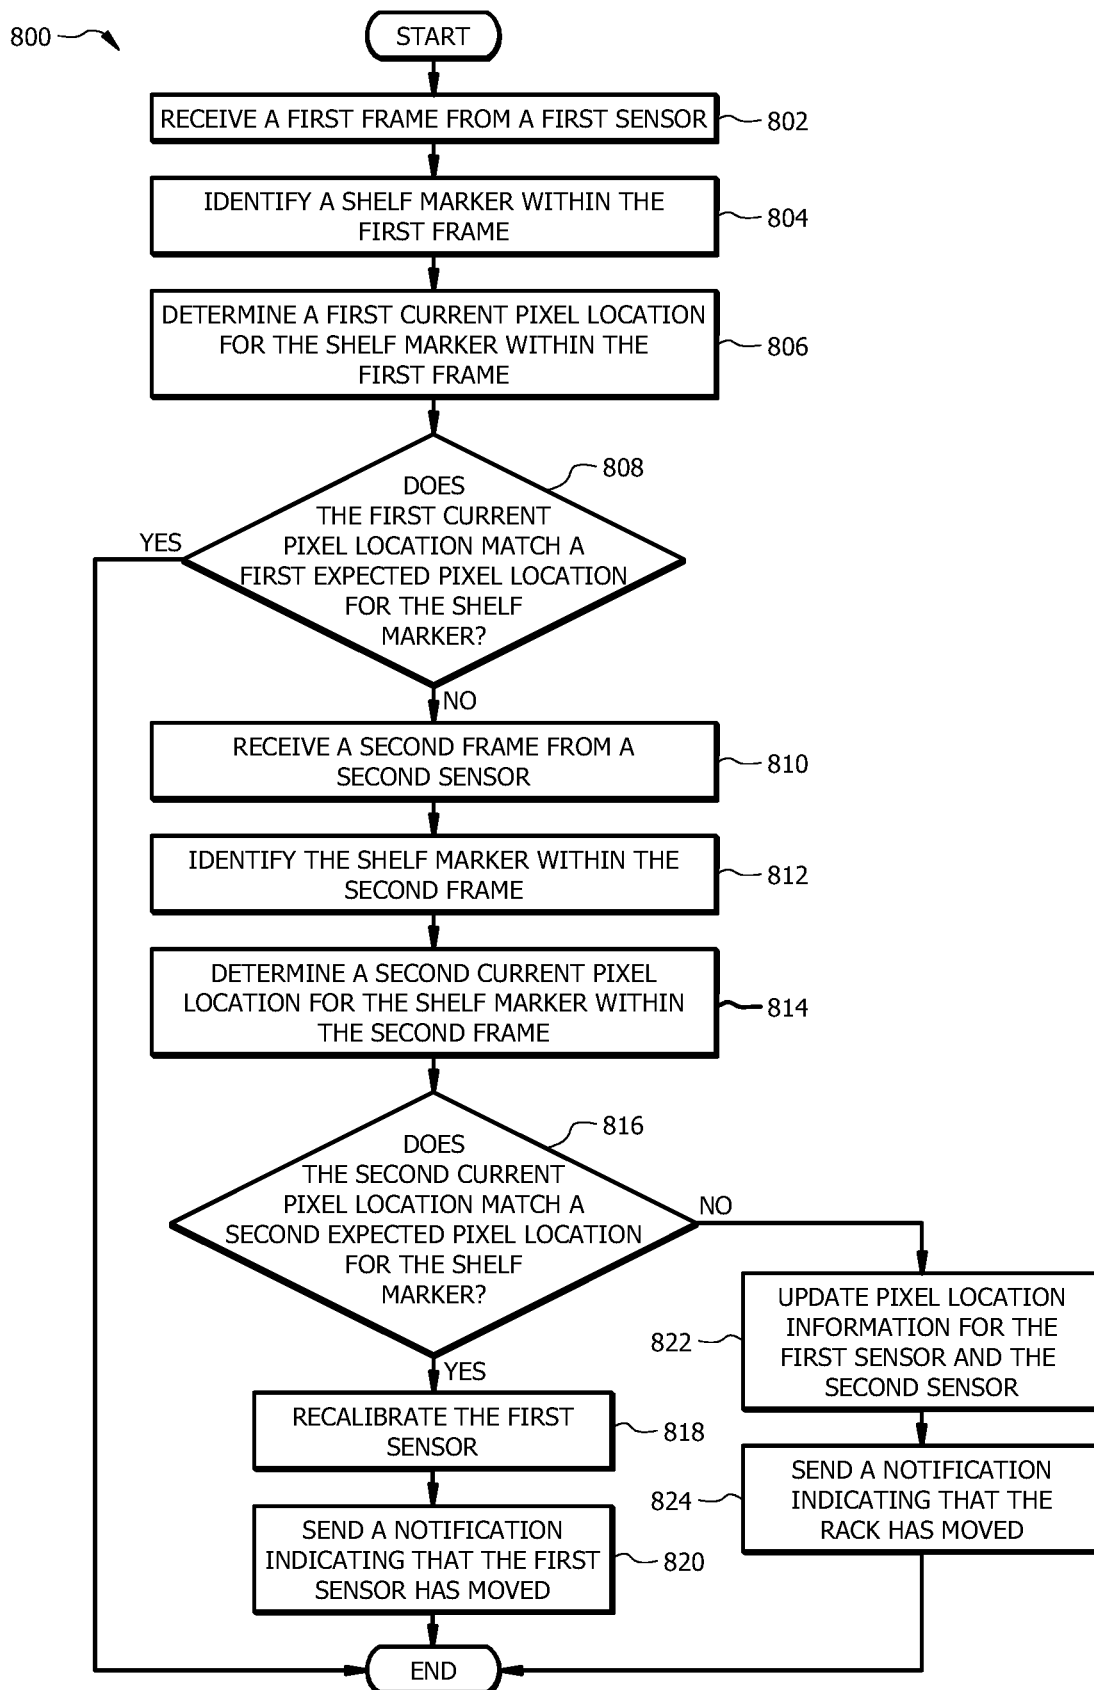 800
START
RECEIVE A FIRST FRAME FROM A FIRST SENSOR
802
IDENTIFY A SHELF MARKER WITHIN THE
FIRST FRAME
804
DETERMINE A FIRST CURRENT PIXEL LOCATION
FOR THE SHELF MARKER WITHIN THE
FIRST FRAME
806
808
DOES
THE FIRST CURRENT
PIXEL LOCATION MATCH A
FIRST EXPECTED PIXEL LOCATION
FOR THE SHELF
MARKER?
YES
NO
RECEIVE A SECOND FRAME FROM A
SECOND SENSOR
810
IDENTIFY THE SHELF MARKER WITHIN THE
SECOND FRAME
812
DETERMINE A SECOND CURRENT PIXEL
LOCATION FOR THE SHELF MARKER WITHIN
THE SECOND FRAME
814
816
DOES
THE SECOND CURRENT
PIXEL LOCATION MATCH A
SECOND EXPECTED PIXEL LOCATION
FOR THE SHELF
MARKER?
NO
YES
UPDATE PIXEL LOCATION
INFORMATION FOR THE
FIRST SENSOR AND THE
SECOND SENSOR
822
RECALIBRATE THE FIRST
SENSOR
818
SEND A NOTIFICATION
INDICATING THAT THE
RACK HAS MOVED
824
SEND A NOTIFICATION
INDICATING THAT THE FIRST
SENSOR HAS MOVED
820
END